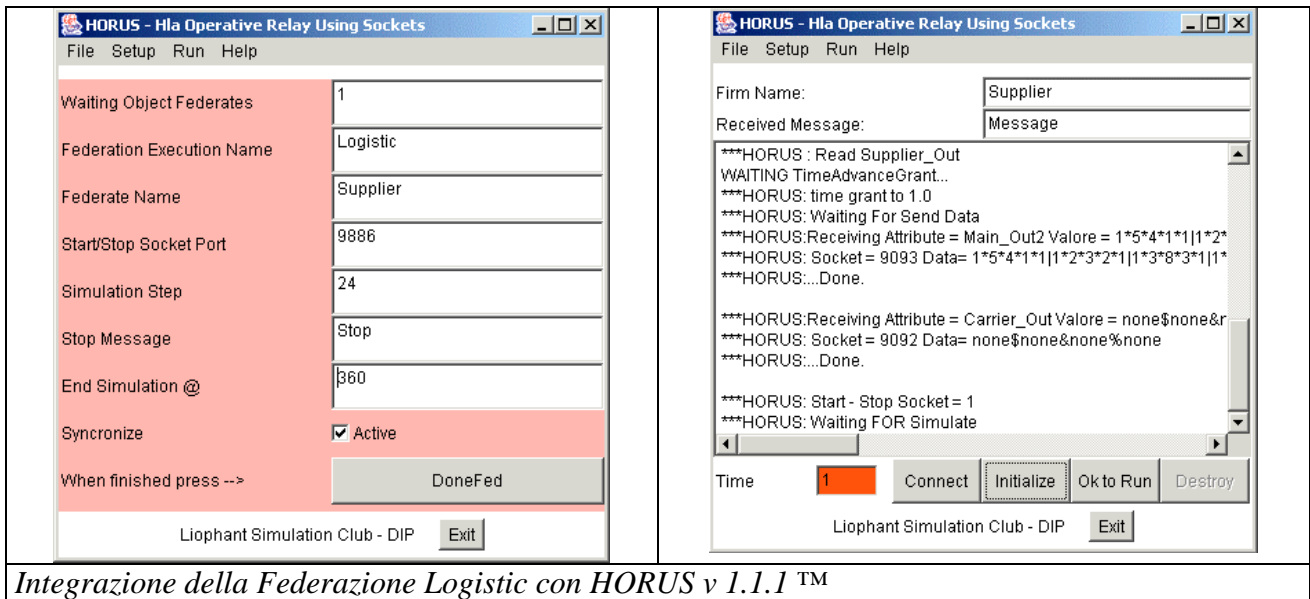 HORUS - Hla Operative Relay Using Sockets
File Setup Run Help
Waiting Object Federates 1
Federation Execution Name Logistic
Federate Name Supplier
Start/Stop Socket Port 9886
Simulation Step 24
Stop Message Stop
End Simulation @ 360
Syncronize Active
When finished press --> DoneFed
Liophant Simulation Club - DIP Exit
HORUS - Hla Operative Relay Using Sockets
File Setup Run Help
Firm Name: Supplier
Received Message: Message
***HORUS : Read Supplier_Out
WAITING TimeAdvanceGrant...
***HORUS: time grant to 1.0
***HORUS: Waiting For Send Data
***HORUS:Receiving Attribute = Main_Out2 Valore = 1*5*4*1*1|1*2*
***HORUS: Socket = 9093 Data= 1*5*4*1*1|1*2*3*2*1|1*3*8*3*1|1*
***HORUS:...Done.
***HORUS:Receiving Attribute = Carrier_Out Valore = none$none&r
***HORUS: Socket = 9092 Data= none$none&none%none
***HORUS:...Done.
***HORUS: Start - Stop Socket = 1
***HORUS: Waiting FOR Simulate
Time 1 Connect Initialize Ok to Run Destroy
Liophant Simulation Club - DIP Exit
Integrazione della Federazione Logistic con HORUS v 1.1.1 ™